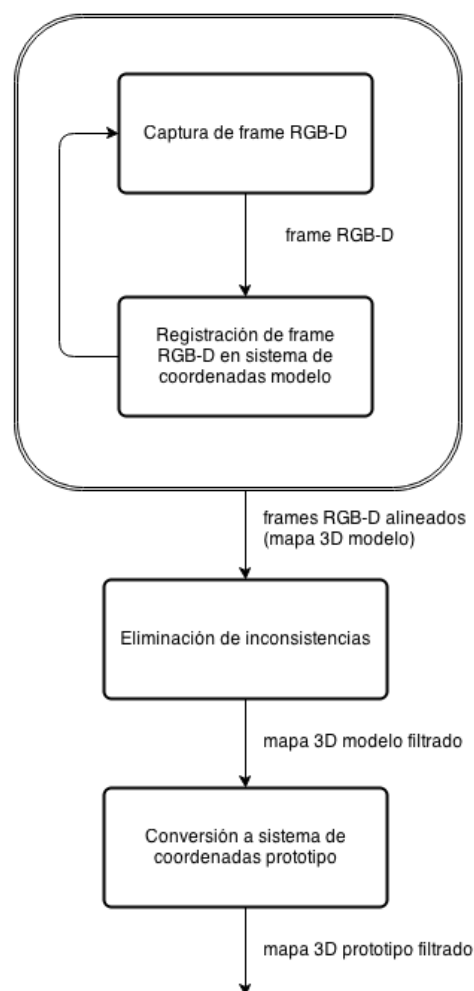 Captura de frame RGB-D
frame RGB-D
Registración de frame
RGB-D en sistema de
coordenadas modelo
frames RGB-D alineados
(mapa 3D modelo)
Eliminación de inconsistencias
mapa 3D modelo filtrado
Conversión a sistema de
coordenadas prototipo
mapa 3D prototipo filtrado